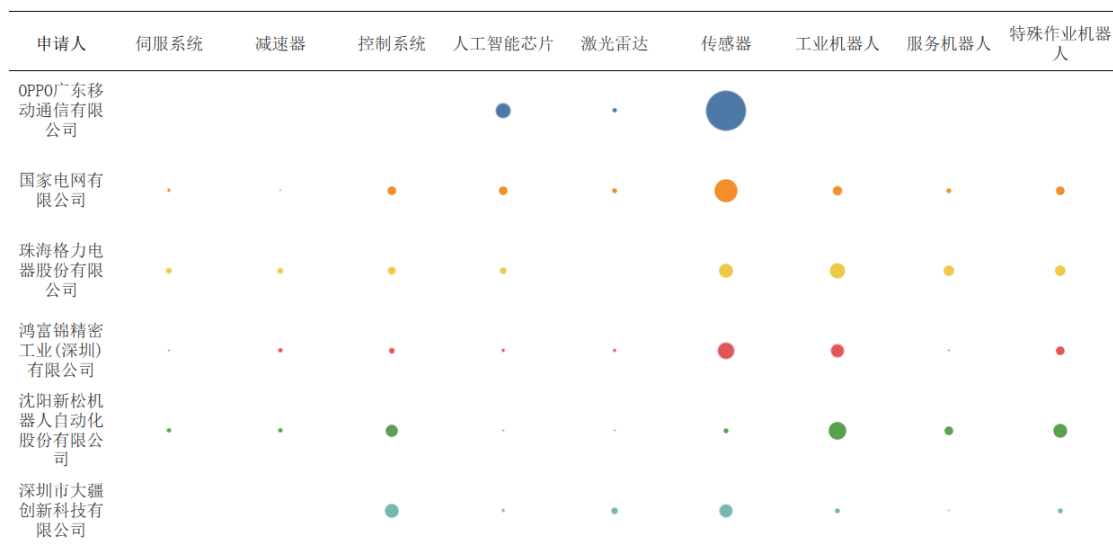 申请人 伺服系统 减速器 控制系统 人工智能芯片 激光雷达 传感器 工业机器人 服务机器人 特殊作业机器
人
OPPO广东移
动通信有限
公司
国家电网有
限公司
珠海格力电
器股份有限
公司
鸿富锦精密
工业(深圳)
有限公司
沈阳新松机
器人自动化
股份有限公
司
深圳市大疆
创新科技有
限公司